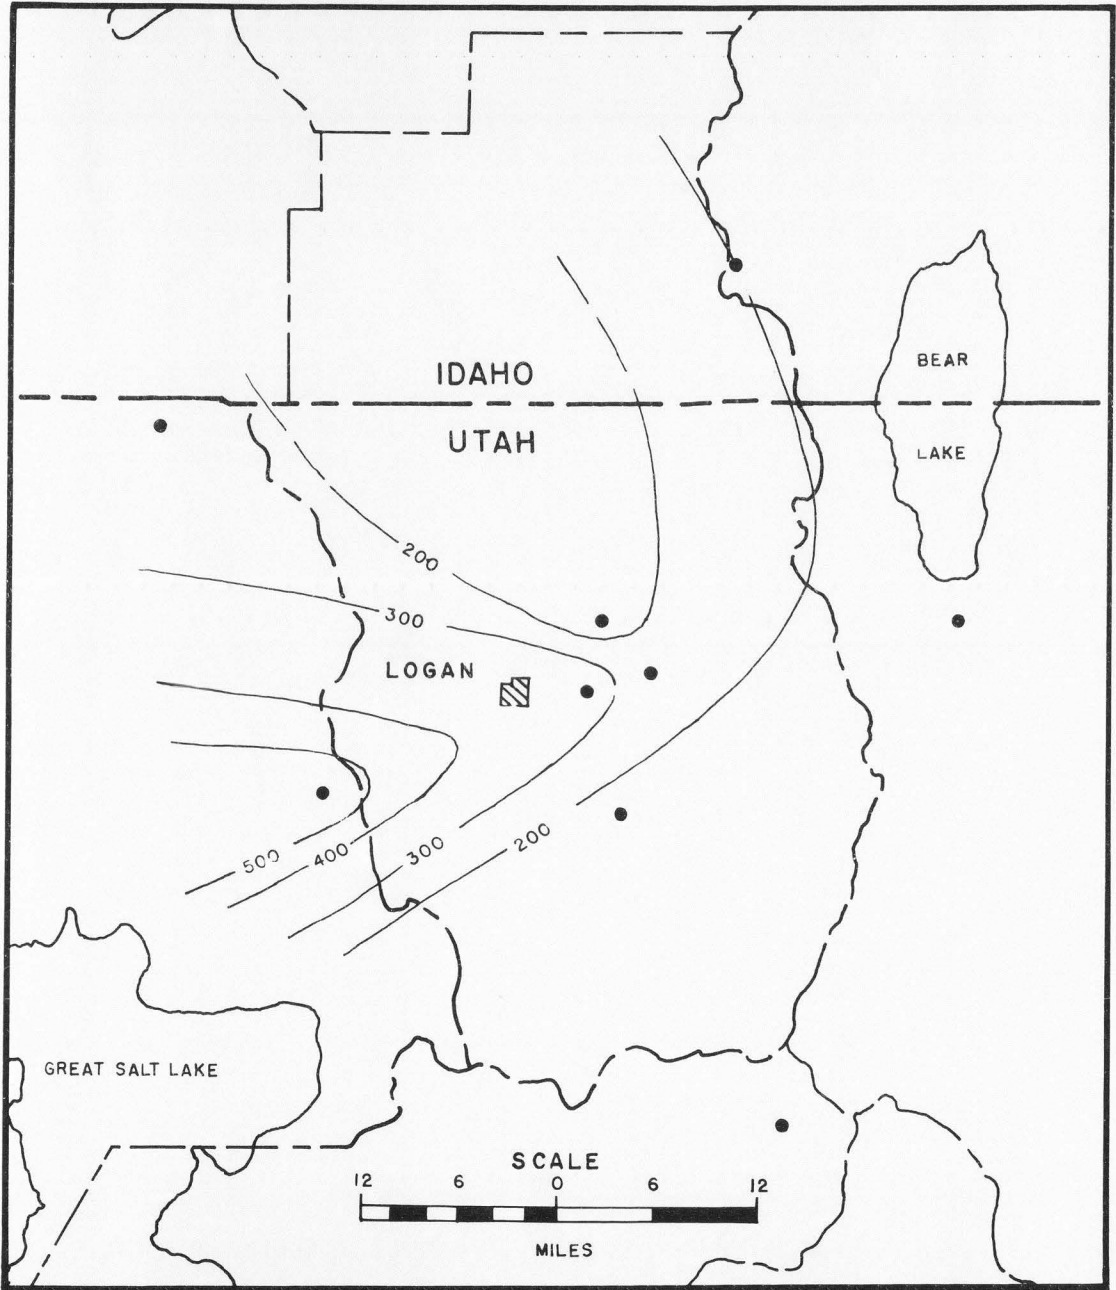 IDAHO
BEAR
UTAH
LAKE
200
300
LOGAN
200
500
400
300
GREAT SALT LAKE
SCALE
12 6 0 6 12
MILES